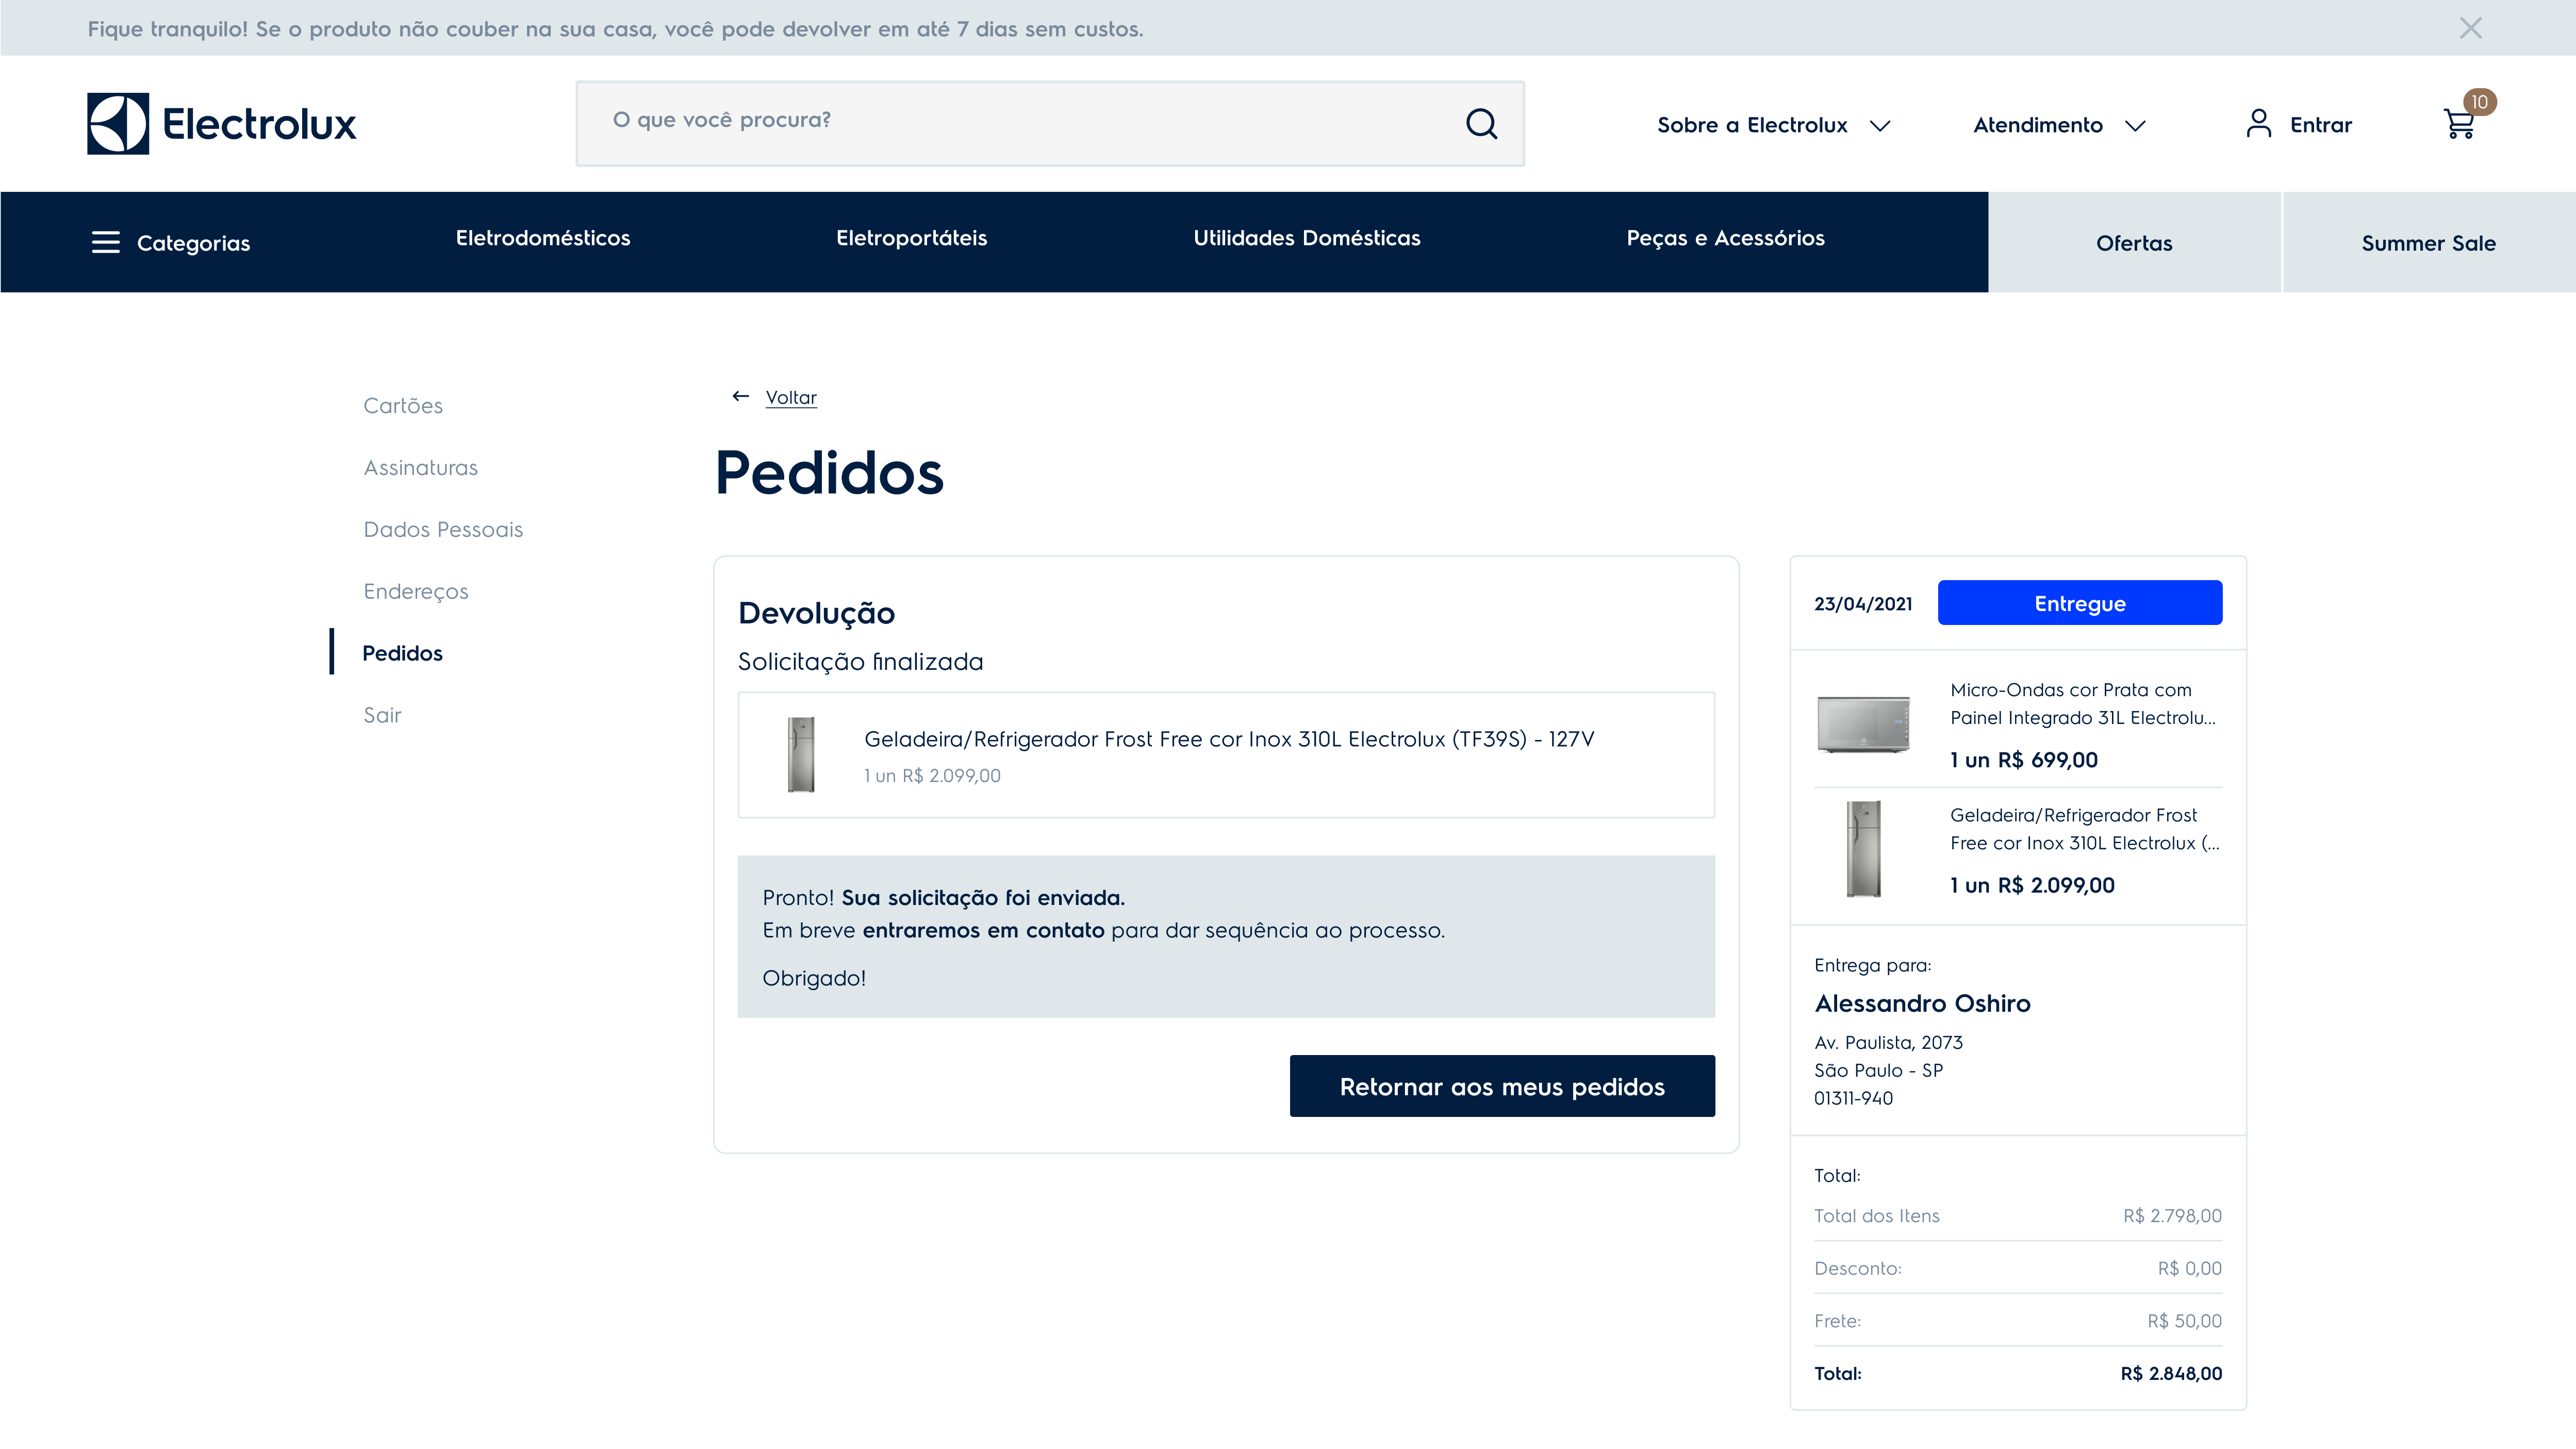 Fique tranquilo! Se o produto não couber na sua casa, você pode devolver em até 7 dias sem custos.
Electrolux
O que você procura?
Sobre a Electrolux
Atendimento
Entrar
10
Categorias
Eletrodomésticos
Eletroportáteis
Utilidades Domésticas
Peças e Acessórios
Ofertas
Summer Sale
Cartões
Assinaturas
Dados Pessoais
Endereços
Pedidos
Sair
Voltar
Pedidos
Devolução
Solicitação finalizada
Geladeira/Refrigerador Frost Free cor Inox 310L Electrolux (TF39S) - 127V
1 un R$ 2.099,00
Pronto! Sua solicitação foi enviada.
Em breve entraremos em contato para dar sequência ao processo.
Obrigado!
Retornar aos meus pedidos
23/04/2021
Entregue
Micro-Ondas cor Prata com
Painel Integrado 31L Electrolu...
1 un R$ 699,00
Geladeira/Refrigerador Frost
Free cor Inox 310L Electrolux (...
1 un R$ 2.099,00
Entrega para:
Alessandro Oshiro
Av. Paulista, 2073
São Paulo - SP
01311-940
Total:
Total dos Itens R$ 2.798,00
Desconto: R$ 0,00
Frete: R$ 50,00
Total: R$ 2.848,00